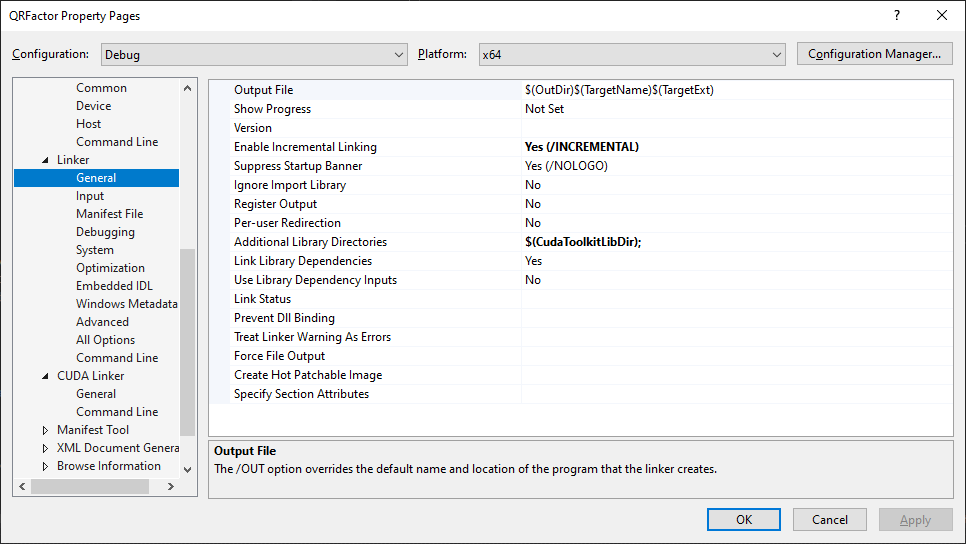 QRFactor Property Pages
?
Configuration: Debug Platform: x64 Configuration Manager...
Common
Device
Host
Command Line
Linker
General
Input
Manifest File
Debugging
System
Optimization
Embedded IDL
Windows Metadata
Advanced
All Options
Command Line
CUDA Linker
General
Command Line
Manifest Tool
XML Document Genera
Browse Information
Output File $(OutDir)$(TargetName)$(TargetExt)
Show Progress Not Set
Version
Enable Incremental Linking Yes (/INCREMENTAL)
Suppress Startup Banner Yes (/NOLOGO)
Ignore Import Library No
Register Output No
Per-user Redirection No
Additional Library Directories $(CudaToolkitLibDir);
Link Library Dependencies Yes
Use Library Dependency Inputs No
Link Status
Prevent Dll Binding
Treat Linker Warning As Errors
Force File Output
Create Hot Patchable Image
Specify Section Attributes
Output File
The /OUT option overrides the default name and location of the program that the linker creates.
OK Cancel Apply